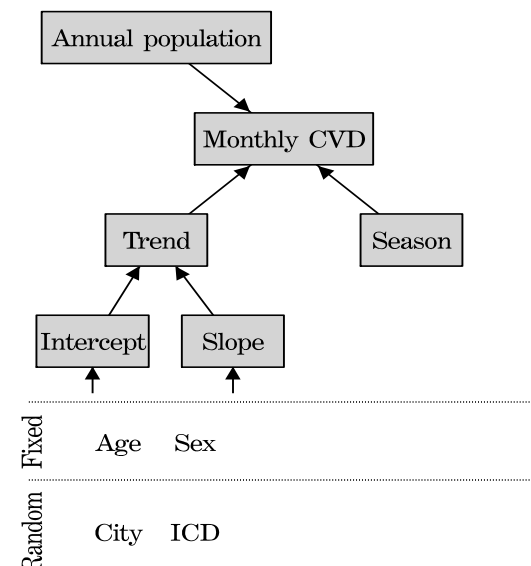 Annual population
Monthly CVD
Trend
Season
Intercept
Slope
Fixed
Age
Sex
Random
City
ICD